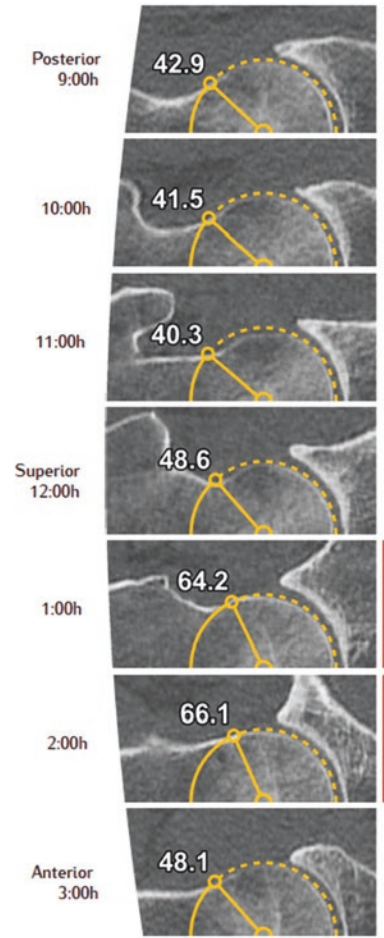 Posterior
9:00h
42.9
10:00h
41.5
11:00h
40.3
Superior
12:00h
48.6
1:00h
64.2
2:00h
66.1
Anterior
3:00h
48.1